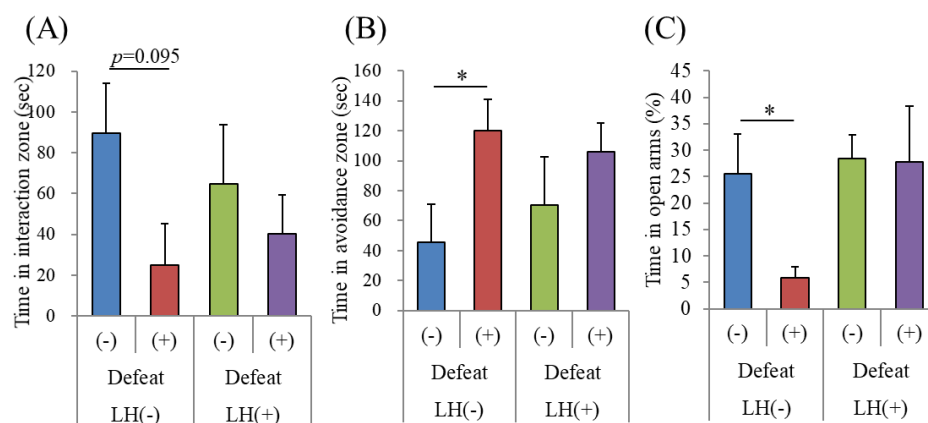 (A)
p=0.095
Time in interaction zone (sec)
120
100
80
60
40
20
0
(-) (+) (-) (+)
Defeat Defeat
LH(-) LH(+)
(B)
*
Time in avoidance zone (sec)
160
140
120
100
80
60
40
20
0
(-) (+) (-) (+)
Defeat Defeat
LH(-) LH(+)
(C)
*
Time in open arms (%)
45
40
35
30
25
20
15
10
5
0
(-) (+) (-) (+)
Defeat Defeat
LH(-) LH(+)